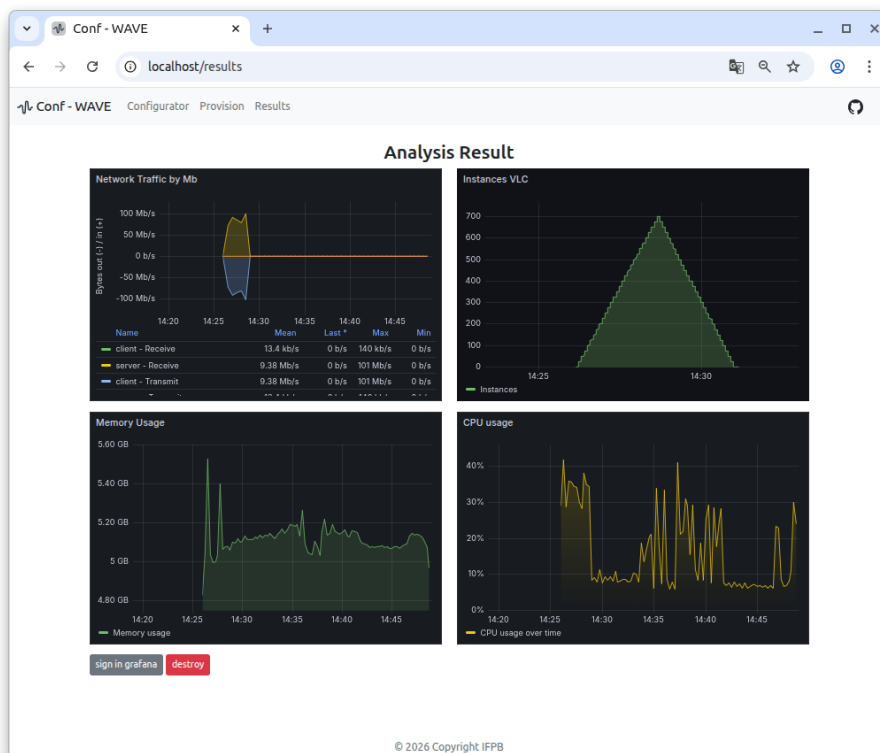 Conf - WAVE
localhost/results
Conf - WAVE Configurator Provision Results
Analysis Result
Network Traffic by Mb
Bytes out (-) / in (+)
100 Mb/s
50 Mb/s
0 b/s
-50 Mb/s
-100 Mb/s
14:20 14:25 14:30 14:35 14:40 14:45
Name Mean Last * Max Min
client - Receive 13.4 kb/s 0 b/s 140 kb/s 0 b/s
server - Receive 9.38 Mb/s 0 b/s 101 Mb/s 0 b/s
client - Transmit 9.38 Mb/s 0 b/s 101 Mb/s 0 b/s
Instances VLC
700
600
500
400
300
200
100
0
14:25 14:30
Instances
Memory Usage
5.60 GB
5.40 GB
5.20 GB
5 GB
4.80 GB
14:20 14:25 14:30 14:35 14:40 14:45
Memory usage
CPU usage
40%
30%
20%
10%
0%
14:20 14:25 14:30 14:35 14:40 14:45
CPU usage over time
sign in grafana destroy
© 2026 Copyright IFPB